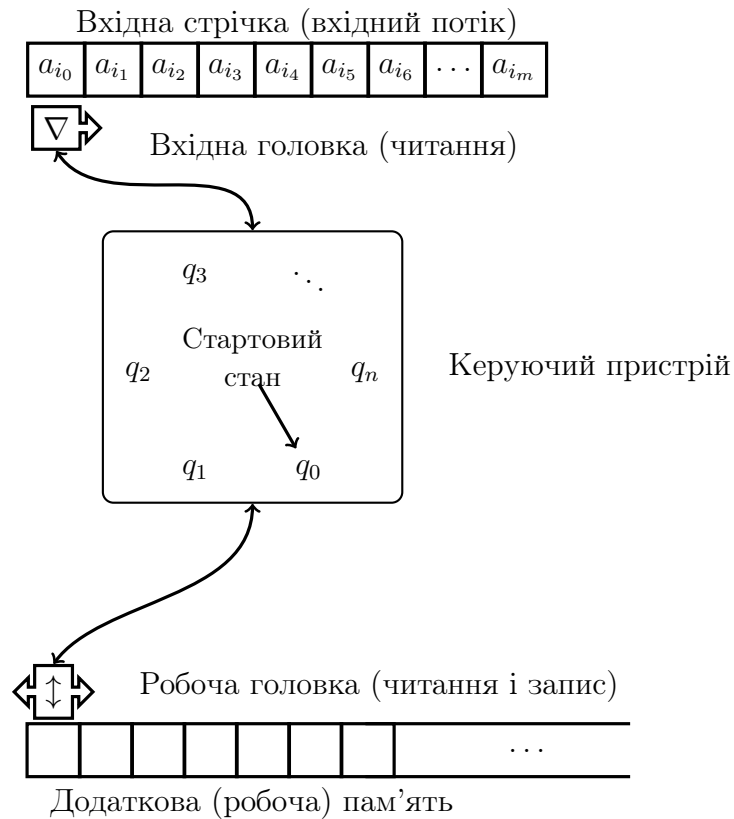 Вхідна стрічка (вхідний потік)
a_{i_0} a_{i_1} a_{i_2} a_{i_3} a_{i_4} a_{i_5} a_{i_6} ... a_{i_m}
∇
Вхідна головка (читання)
q_3 ⋱
Стартовий
q_2 стан q_n
Керуючий пристрій
q_1 q_0
↕ Робоча головка (читання і запис)
...
Додаткова (робоча) пам'ять